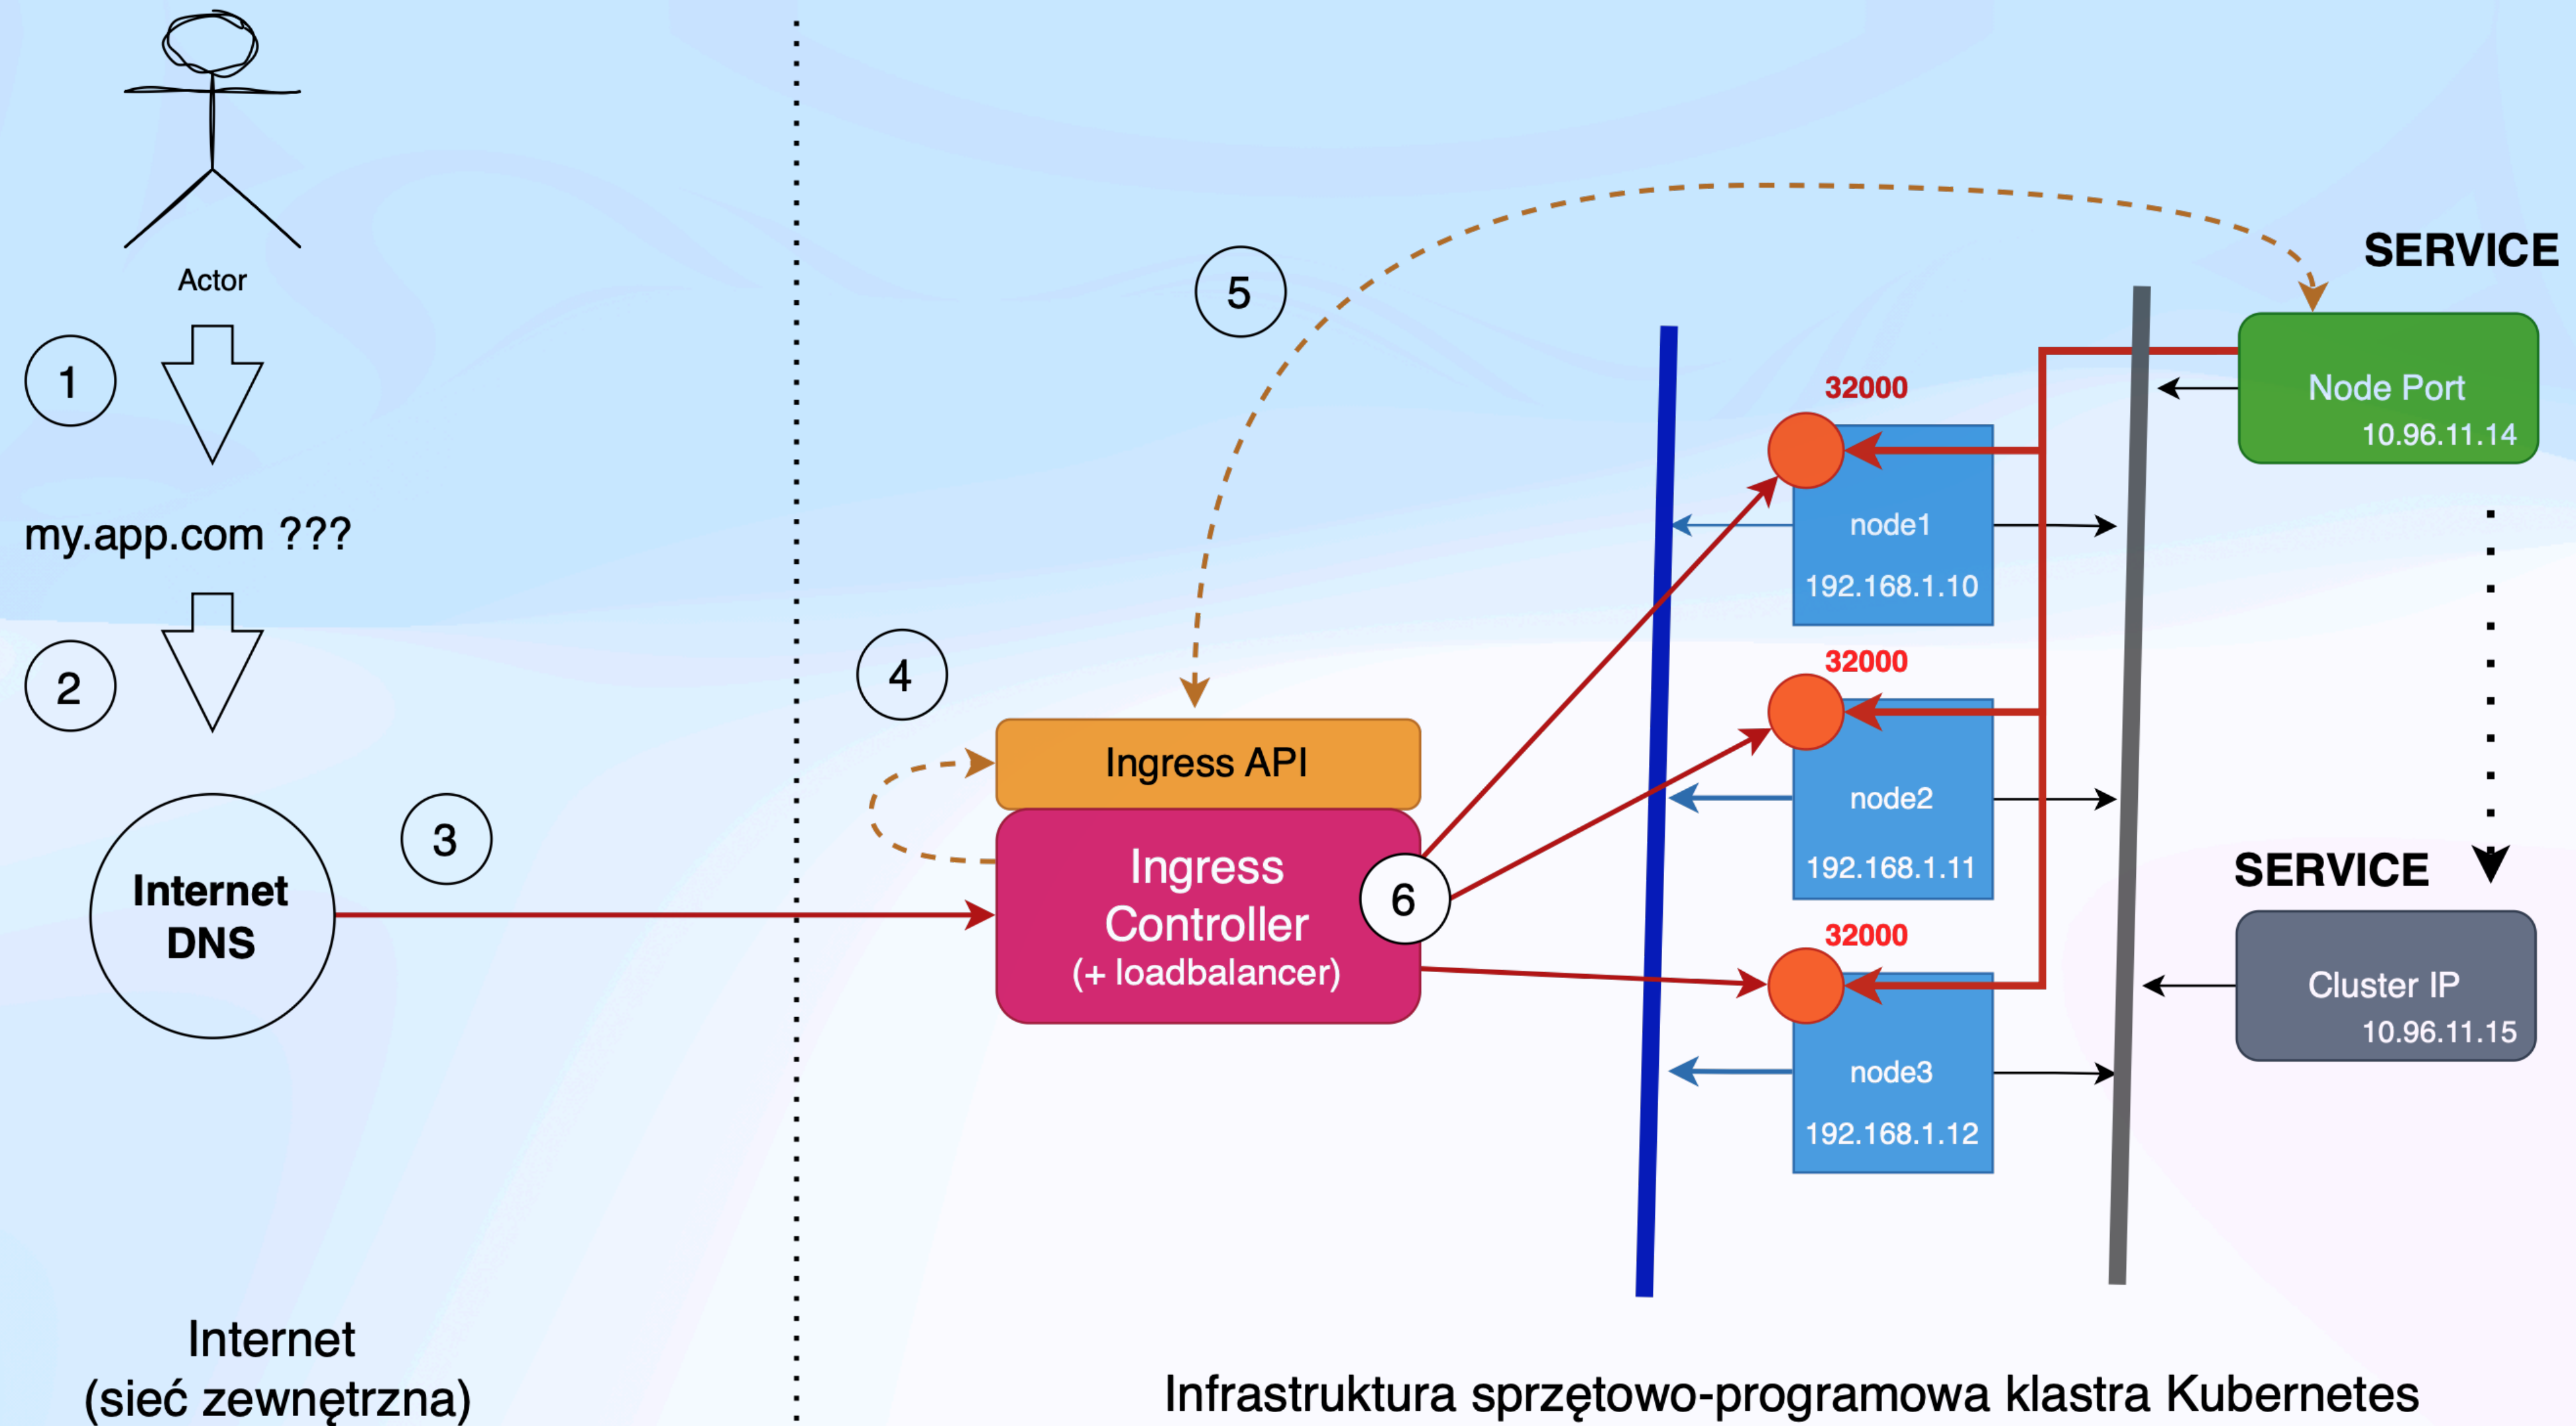 Actor
1
my.app.com ???
2
Internet
DNS
3
Internet
(sieć zewnętrzna)
4
5
Ingress API
Ingress
Controller
(+ loadbalancer)
6
32000
node1
192.168.1.10
32000
node2
192.168.1.11
32000
node3
192.168.1.12
SERVICE
Node Port
10.96.11.14
SERVICE
Cluster IP
10.96.11.15
Infrastruktura sprzętowo-programowa klastra Kubernetes